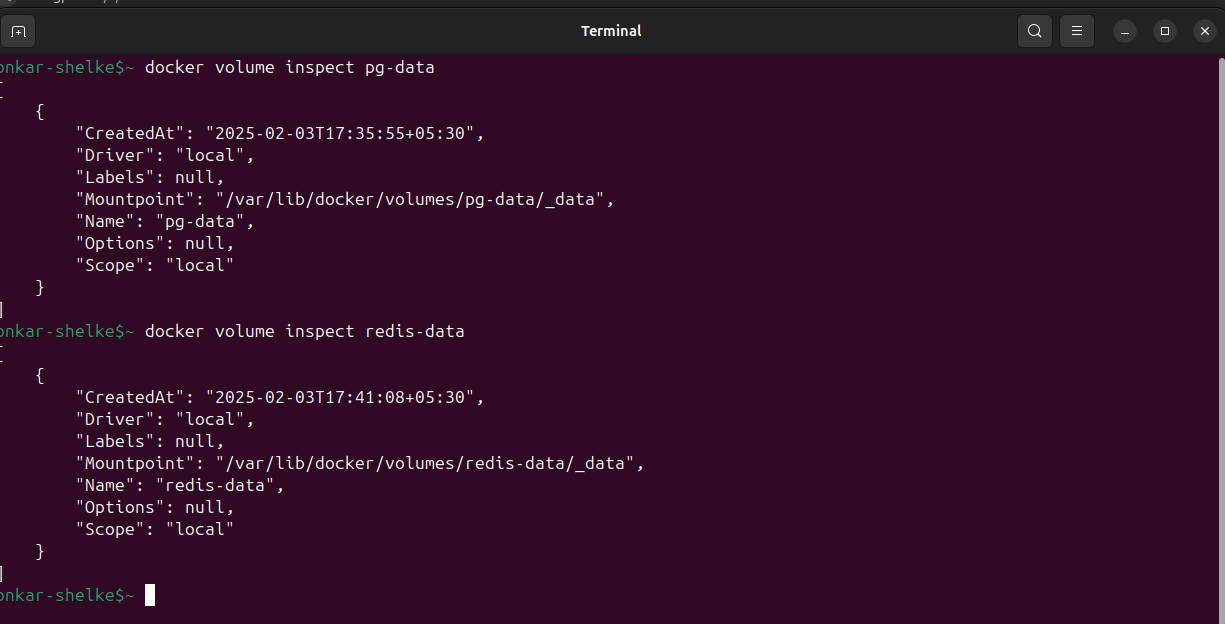 Terminal
onkar-shelke$~ docker volume inspect pg-data
[
    {
        "CreatedAt": "2025-02-03T17:35:55+05:30",
        "Driver": "local",
        "Labels": null,
        "Mountpoint": "/var/lib/docker/volumes/pg-data/_data",
        "Name": "pg-data",
        "Options": null,
        "Scope": "local"
    }
]
onkar-shelke$~ docker volume inspect redis-data
[
    {
        "CreatedAt": "2025-02-03T17:41:08+05:30",
        "Driver": "local",
        "Labels": null,
        "Mountpoint": "/var/lib/docker/volumes/redis-data/_data",
        "Name": "redis-data",
        "Options": null,
        "Scope": "local"
    }
]
onkar-shelke$~